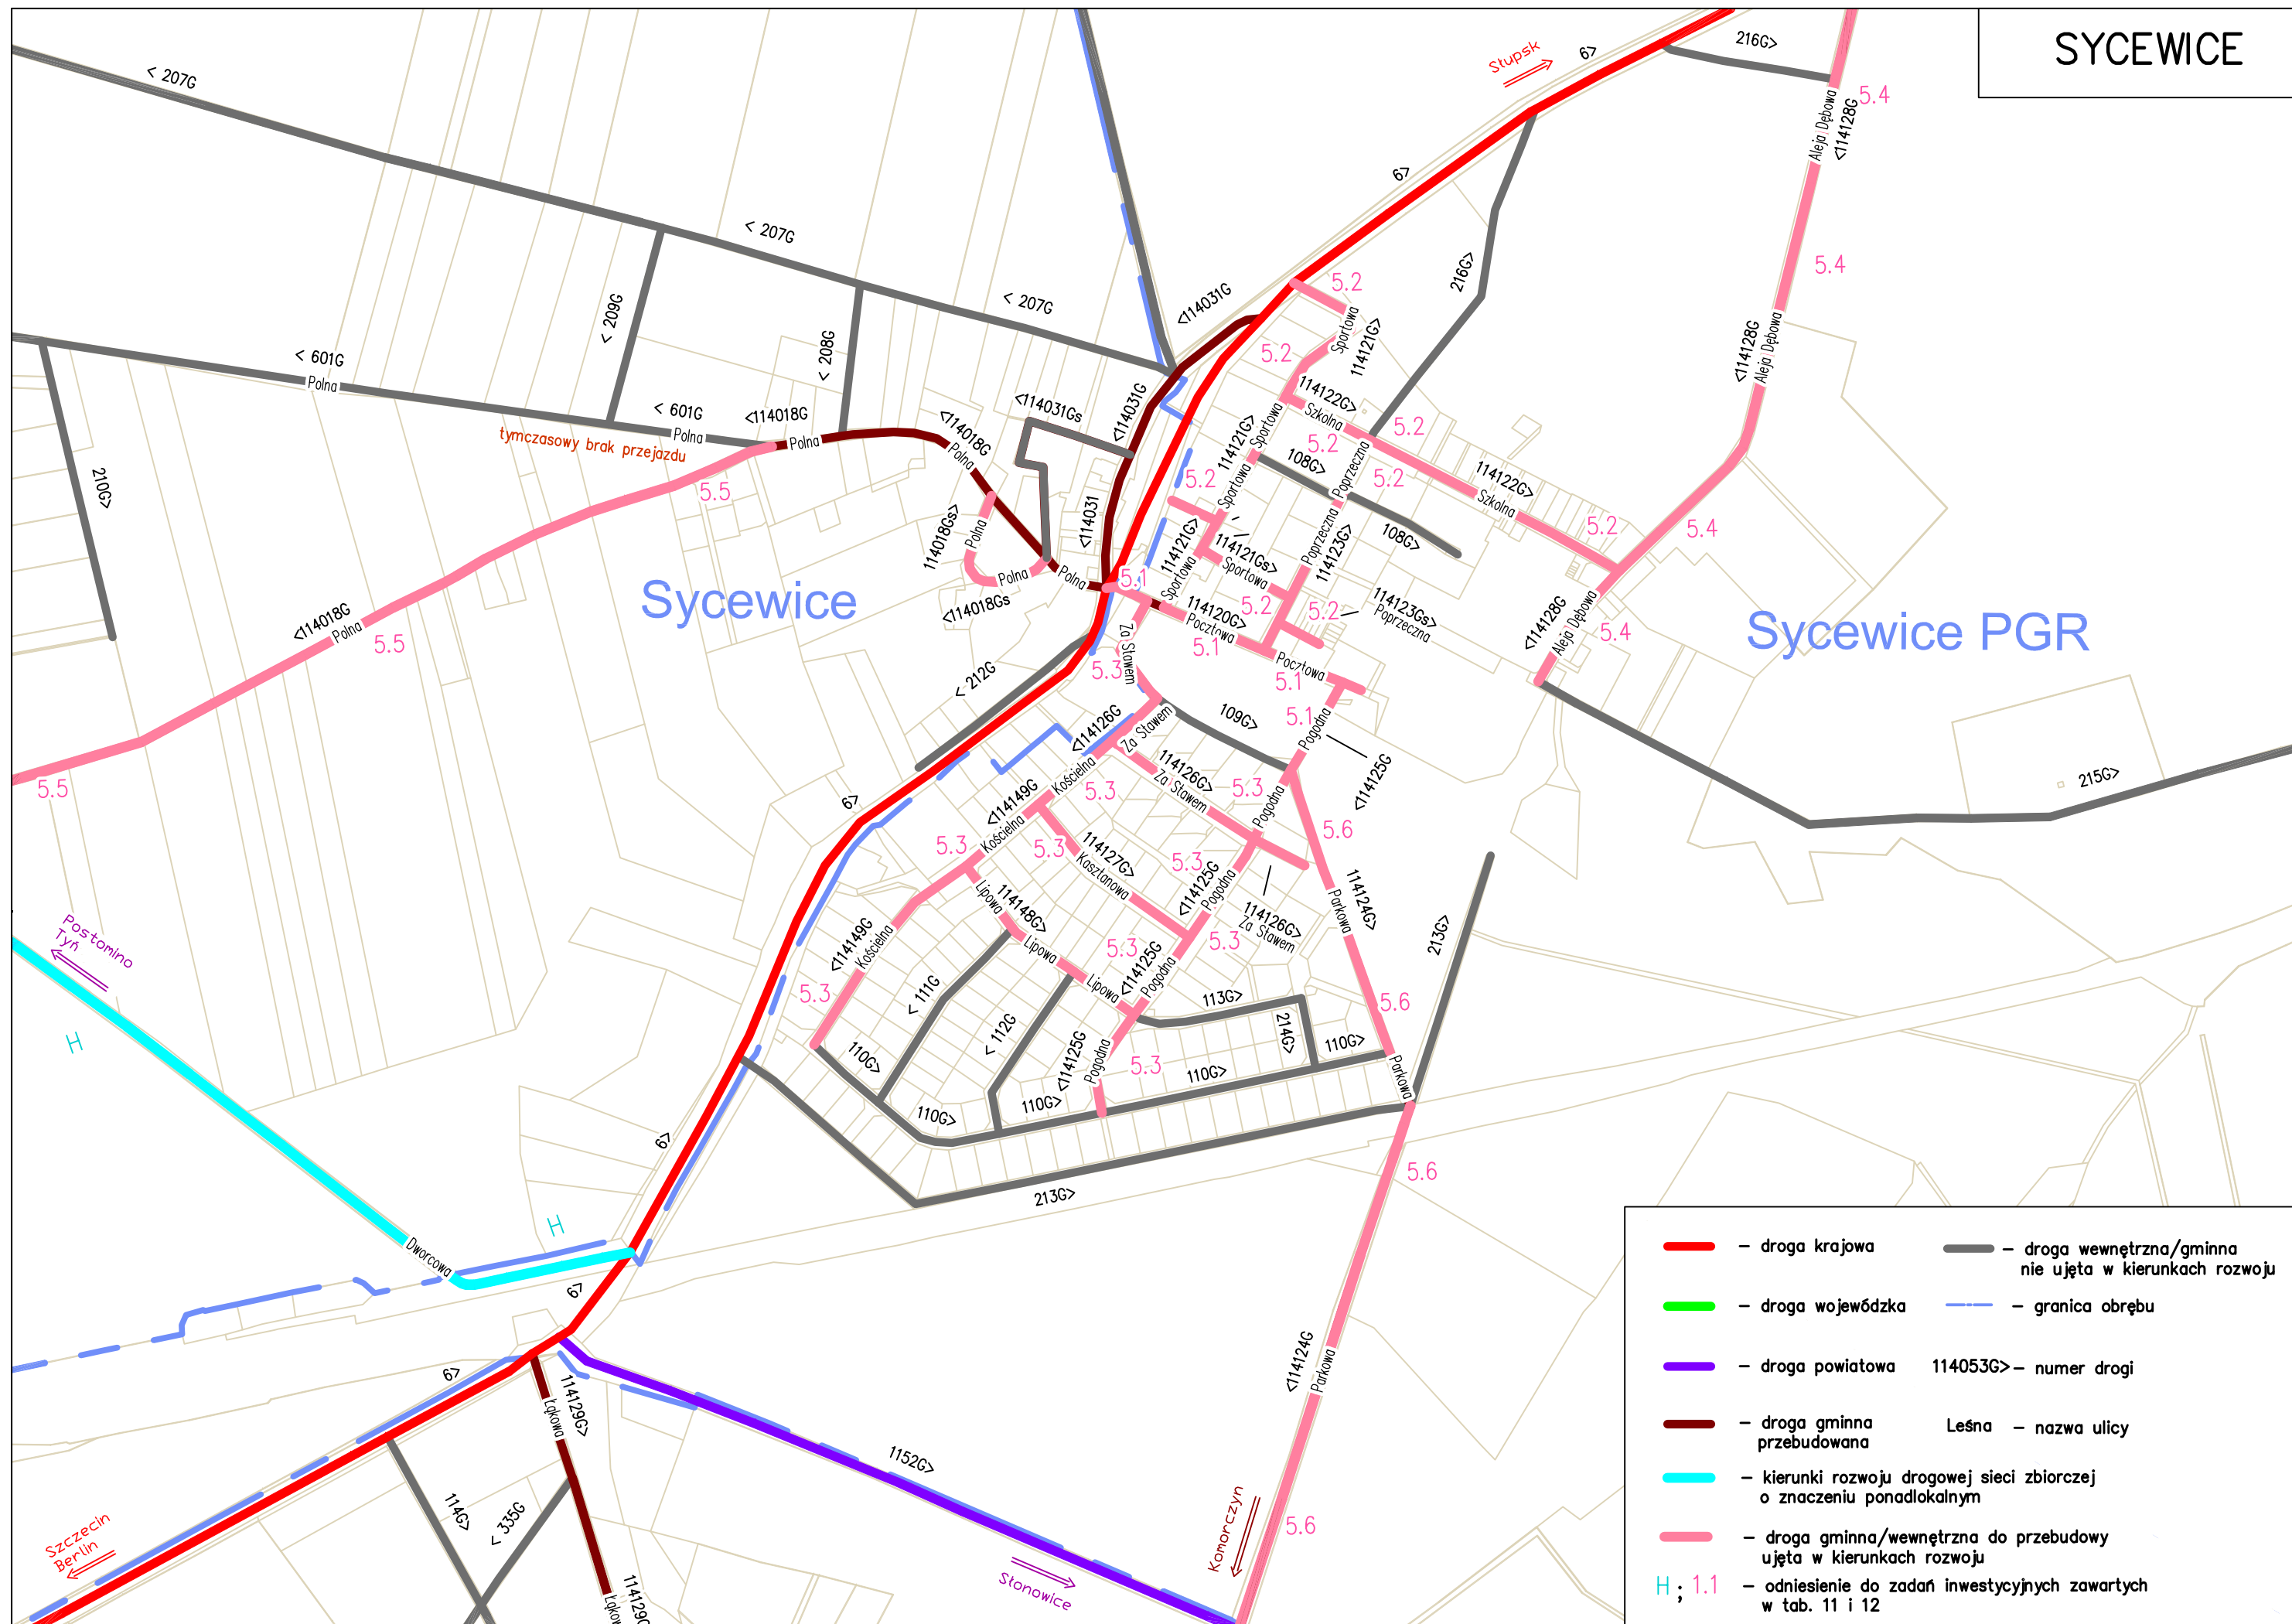 SYCEWICE
< 207G
Słupsk
6>
216G>
5.4
Aleja Dębowa
<114128G
6>
< 207G
5.4
216G>
5.2
<114031G
< 207G
< 209G
Sportowa
114121G>
5.2
<114128G
Aleja Dębowa
< 208G
< 601G
Polna
<114031G
114122G>
Szkolna
5.2
< 601G
Polna
<114018G
Polna
<114018G
Polna
<114031Gs
114121G>
Sportowa
5.2
108G>
Poprzeczna
5.2
tymczasowy brak przejazdu
210G>
5.5
5.2
Sportowa
114122G>
Szkolna
5.2
5.4
114018Gs>
Polna
<114031
114121G>
Sportowa
114121Gs>
Sportowa
Poprzeczna
114123G>
108G>
Polna
Polna
5.1
Sycewice
<114018Gs
114120G>
Pocztowa
5.2
5.2
114123Gs>
Poprzeczna
<114128G
Aleja Dębowa
5.4
Sycewice PGR
<114018G
Polna
5.5
Za Stawem
5.3
5.1
Pocztowa
5.1
< 212G
<114126G
Za Stawem
109G>
5.1
Pogodna
<114125G
5.5
6>
Kościelna
5.3
114126G>
Za Stawem
5.3
Pogodna
215G>
<114149G
Kościelna
5.3
5.3
114127G>
Kasztanowa
5.3
5.6
<114125G
Pogodna
114126G>
Za Stawem
114124G>
Parkowa
213G>
Postomino
Tyń
<114149G
Kościelna
Lipowa
114148G>
Lipowa
5.3
5.3
<114125G
Pogodna
5.3
< 111G
Lipowa
113G>
5.6
H
< 112G
214G>
110G>
110G>
<114125G
Pogodna
5.3
110G>
Parkowa
110G>
110G>
6>
213G>
5.6
H
Dworcowa
6>
6>
114129G>
Łąkowa
<114124G
Parkowa
1152G>
114G>
< 335G
Szczecin
Berlin
Komorczyn
5.6
Słonowice
114129G
Łąkow
– droga krajowa
– droga wewnętrzna/gminna
nie ujęta w kierunkach rozwoju
– droga wojewódzka
– granica obrębu
– droga powiatowa
114053G> – numer drogi
– droga gminna
przebudowana
Leśna – nazwa ulicy
– kierunki rozwoju drogowej sieci zbiorczej
o znaczeniu ponadlokalnym
– droga gminna/wewnętrzna do przebudowy
ujęta w kierunkach rozwoju
H ; 1.1 – odniesienie do zadań inwestycyjnych zawartych
w tab. 11 i 12